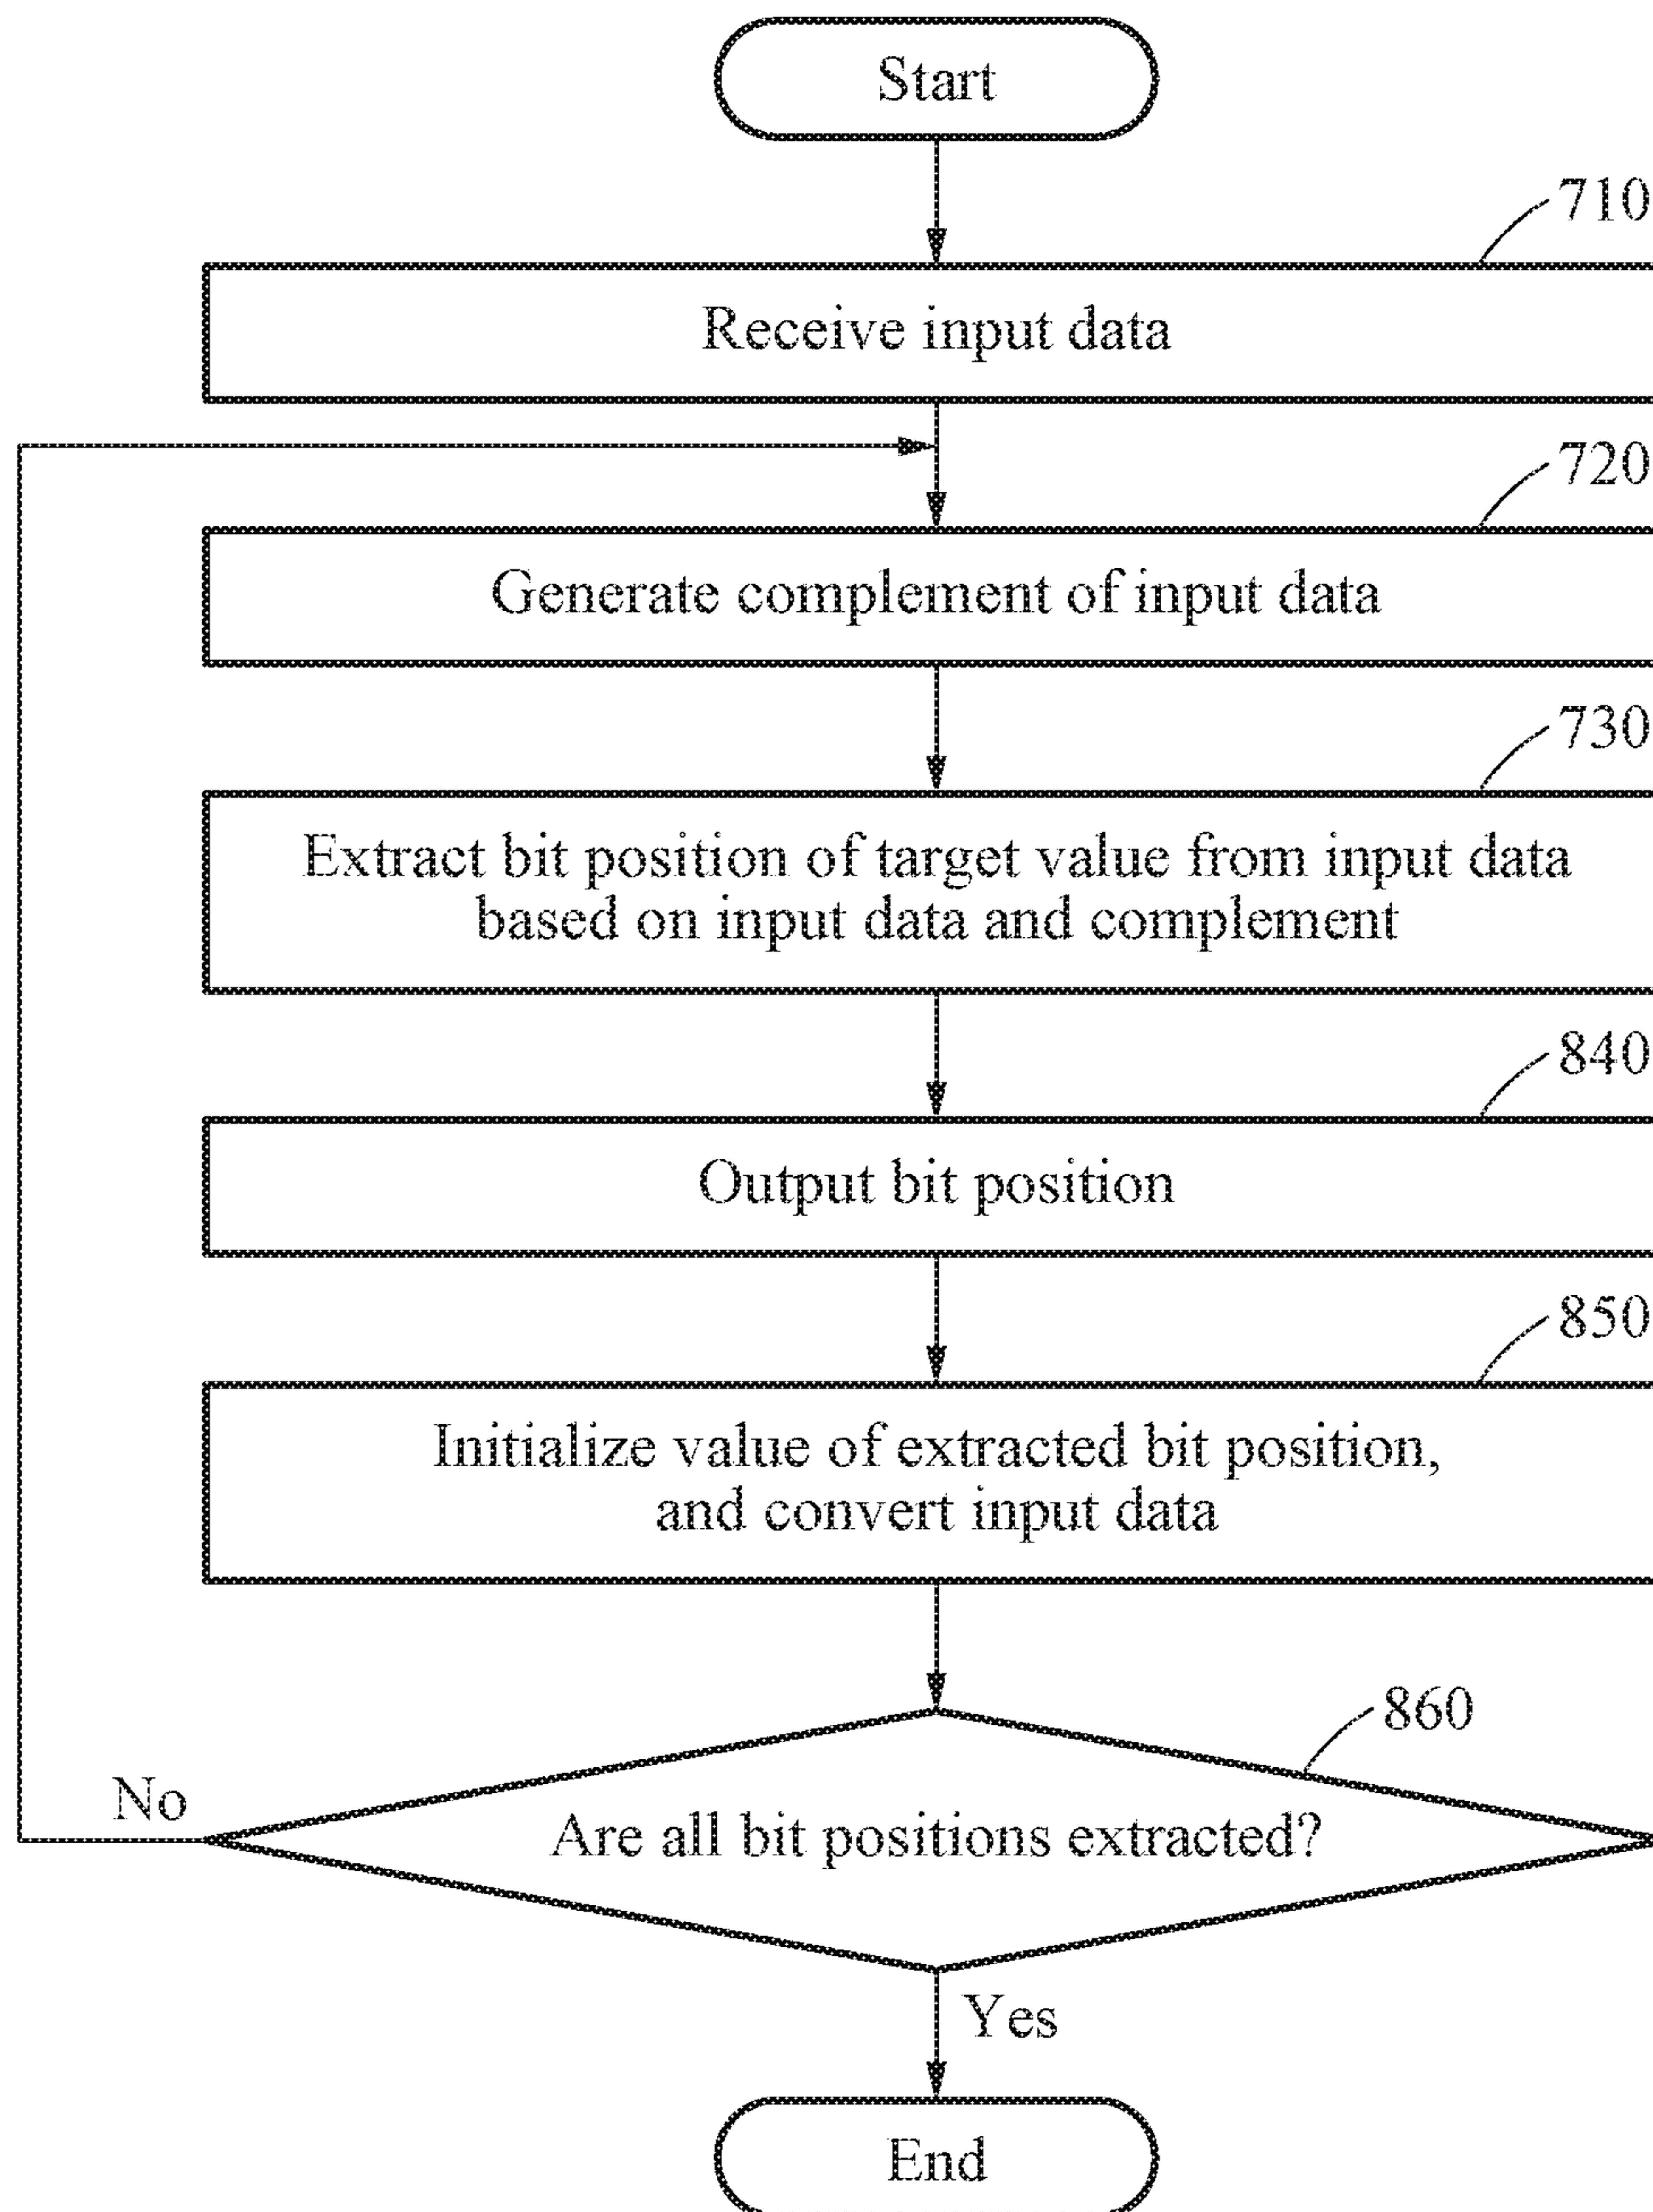 Start
710
Receive input data
720
Generate complement of input data
730
Extract bit position of target value from input data
based on input data and complement
840
Output bit position
850
Initialize value of extracted bit position,
and convert input data
860
No
Are all bit positions extracted?
Yes
End